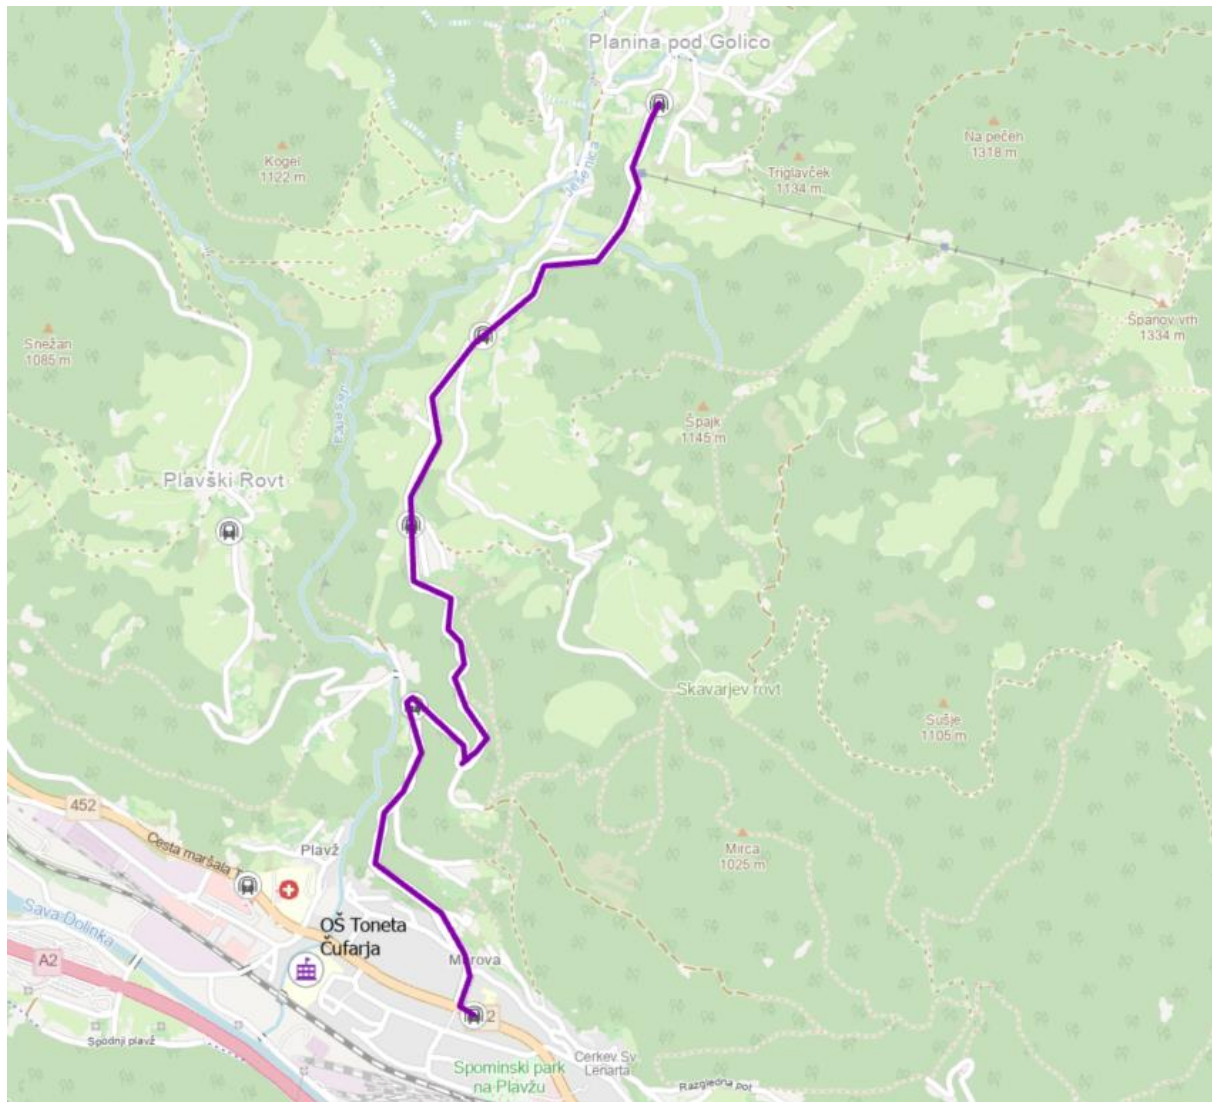 Planina pod Golico
Na pečeh
1318 m
Kogel
1122 m
Jesenica
Triglavček
1134 m
Španov vrh
1334 m
Snežan
1085 m
Jesenica
Špajk
1145 m
Plavški Rovt
Skavarjev rovt
Sušje
1105 m
452
Cesta maršala T
Plavž
Mirca
1025 m
Sava Dolinka
OŠ Toneta
Čufarja
A2
Murova
2
Spodnji plavž
Spominski park
na Plavžu
Cerkev Sv.
Lenarta
Razgledna pot